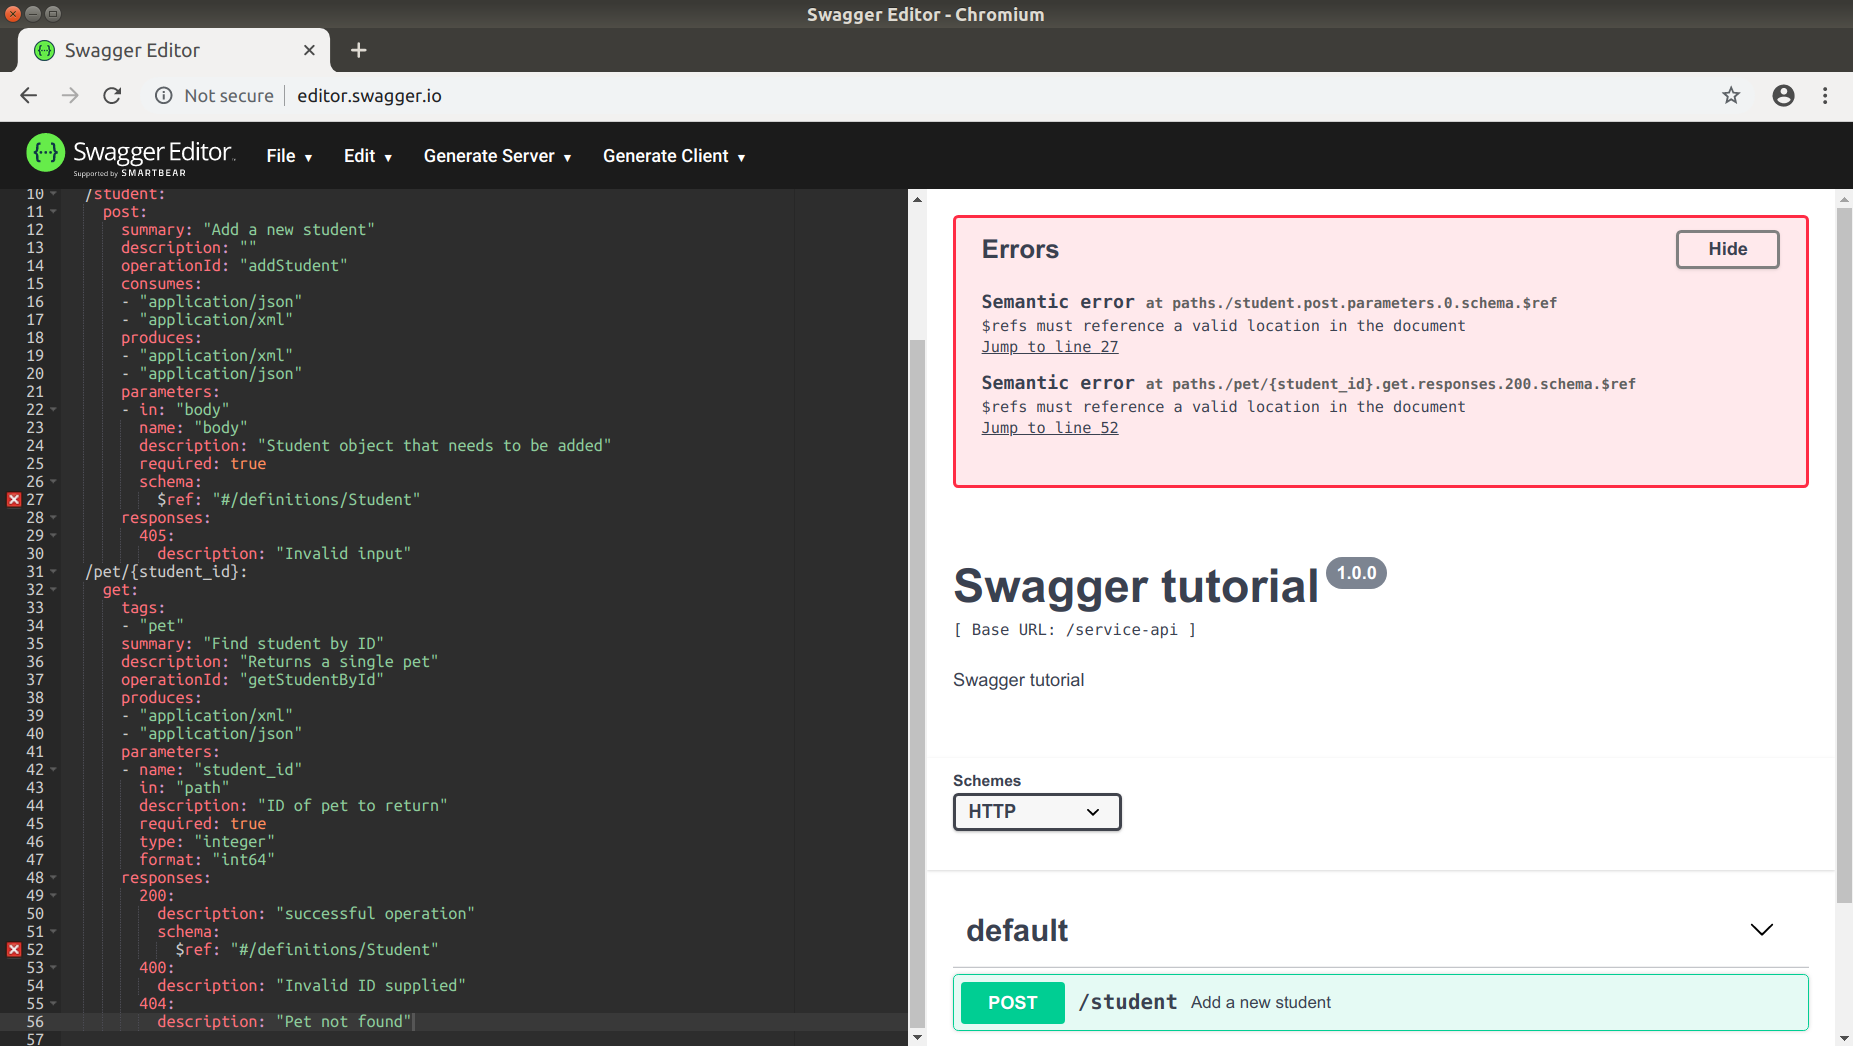 Swagger Editor - Chromium
Swagger Editor
Not secure
editor.swagger.io
Swagger Editor
Supported by SMARTBEAR
File
Edit
Generate Server
Generate Client
10 /student:
11 post:
12 summary: "Add a new student"
13 description: ""
14 operationId: "addStudent"
15 consumes:
16 - "application/json"
17 - "application/xml"
18 produces:
19 - "application/xml"
20 - "application/json"
21 parameters:
22 - in: "body"
23 name: "body"
24 description: "Student object that needs to be added"
25 required: true
26 schema:
27 $ref: "#/definitions/Student"
28 responses:
29 405:
30 description: "Invalid input"
31 /pet/{student_id}:
32 get:
33 tags:
34 - "pet"
35 summary: "Find student by ID"
36 description: "Returns a single pet"
37 operationId: "getStudentById"
38 produces:
39 - "application/xml"
40 - "application/json"
41 parameters:
42 - name: "student_id"
43 in: "path"
44 description: "ID of pet to return"
45 required: true
46 type: "integer"
47 format: "int64"
48 responses:
49 200:
50 description: "successful operation"
51 schema:
52 $ref: "#/definitions/Student"
53 400:
54 description: "Invalid ID supplied"
55 404:
56 description: "Pet not found"
57
Errors
Hide
Semantic error at paths./student.post.parameters.0.schema.$ref
$refs must reference a valid location in the document
Jump to line 27
Semantic error at paths./pet/{student_id}.get.responses.200.schema.$ref
$refs must reference a valid location in the document
Jump to line 52
Swagger tutorial 1.0.0
[ Base URL: /service-api ]
Swagger tutorial
Schemes
HTTP
default
POST /student Add a new student